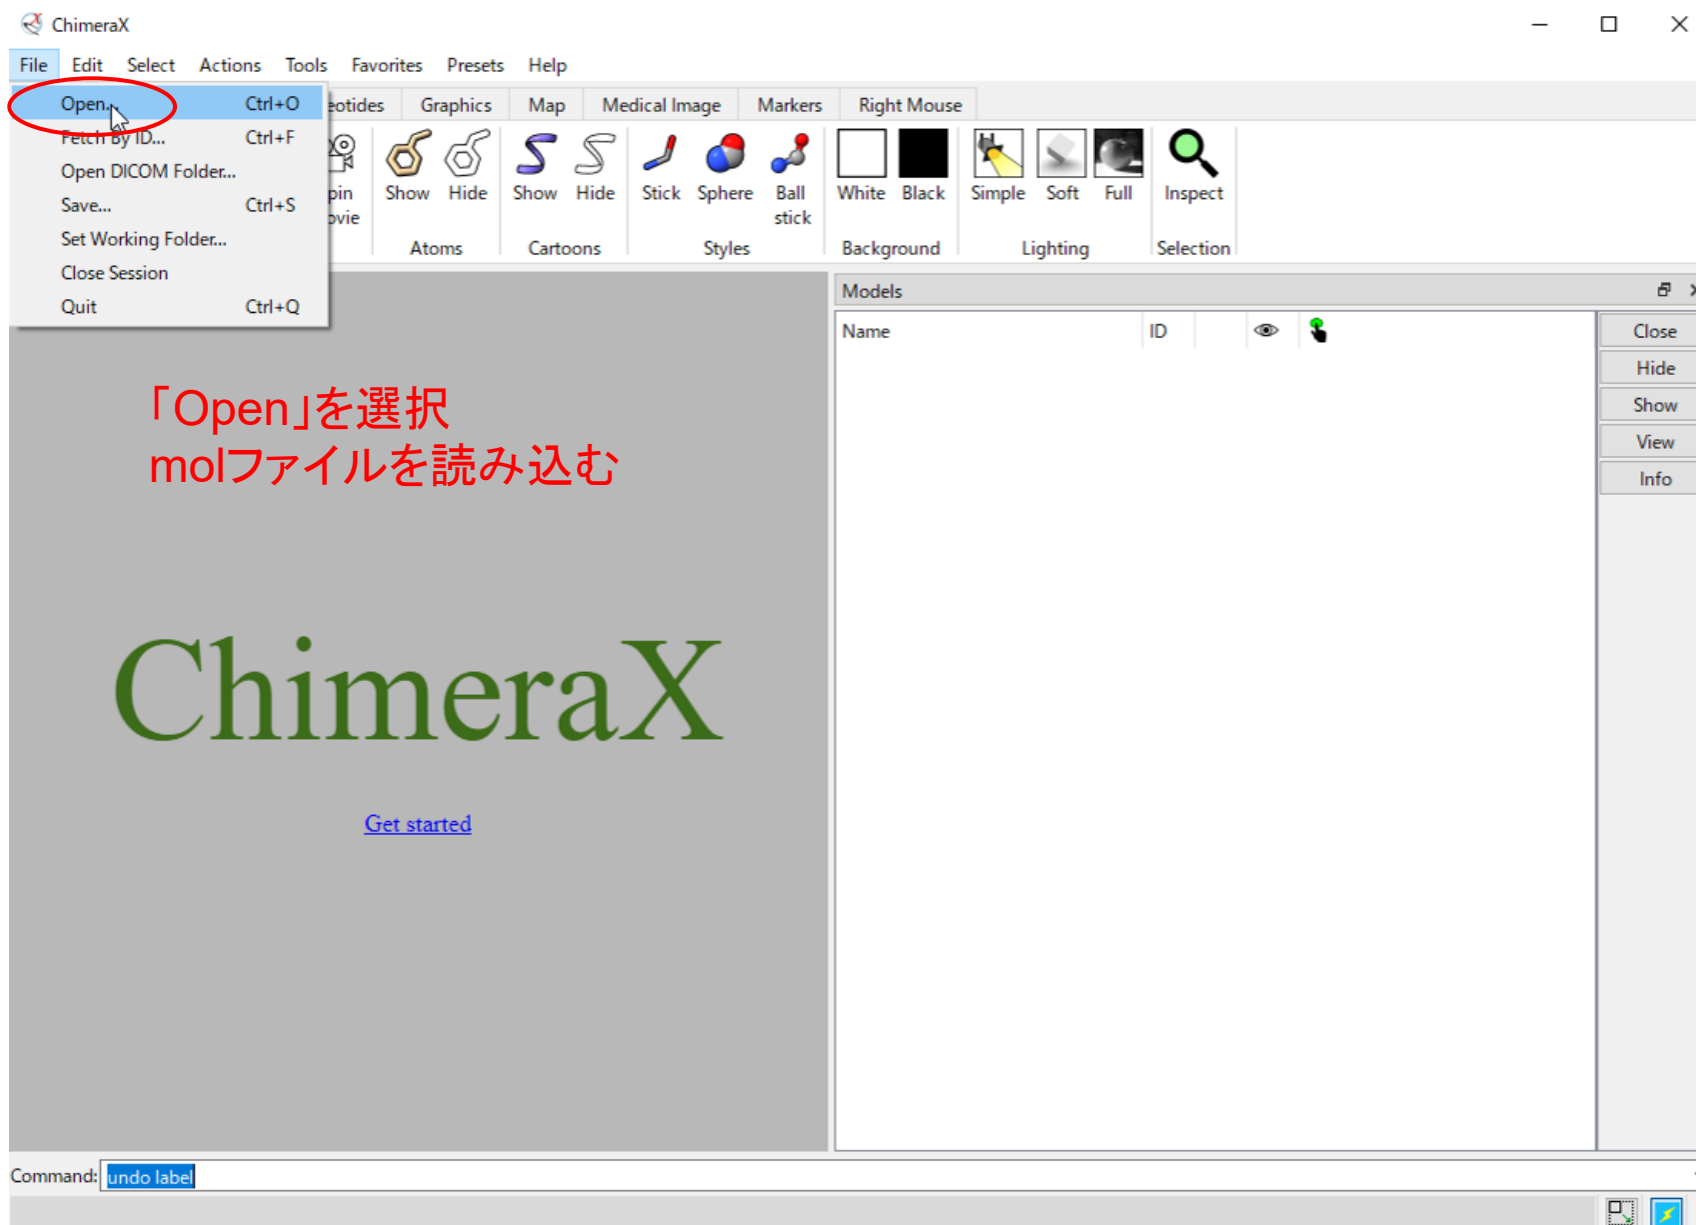 ChimeraX
File Edit Select Actions Tools Favorites Presets Help
Open... Ctrl+O
Fetch By ID... Ctrl+F
Open DICOM Folder...
Save... Ctrl+S
Set Working Folder...
Close Session
Quit Ctrl+Q
Graphics Map Medical Image Markers Right Mouse
Show Hide Show Hide Stick Sphere Ball stick White Black Simple Soft Full Inspect
Atoms Cartoons Styles Background Lighting Selection
Models
Name ID
Close
Hide
Show
View
Info
「Open」を選択
molファイルを読み込む
ChimeraX
Get started
Command: undo label